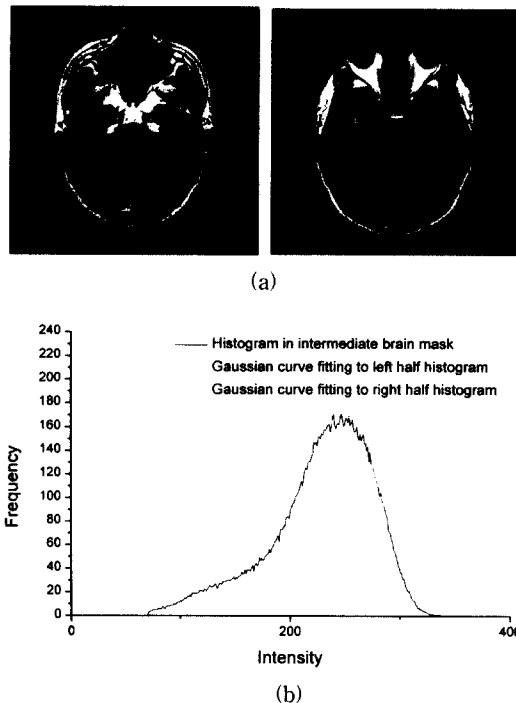 (a)
240
220
200
180
160
140
120
100
80
60
40
20
0
Frequency
Histogram in intermediate brain mask
Gaussian curve fitting to left half histogram
Gaussian curve fitting to right half histogram
0
200
400
Intensity
(b)